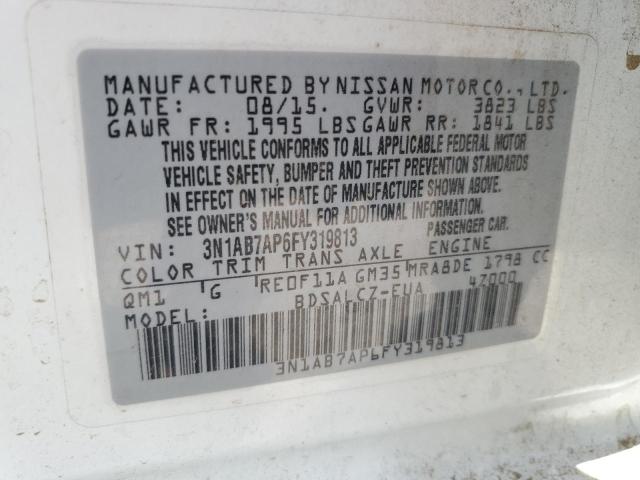 MANUFACTURED BY NISSAN MOTOR CO., LTD.
DATE: 08/15. GVWR: 3823 LBS
GAWR FR: 1995 LBS GAWR RR: 1841 LBS
THIS VEHICLE CONFORMS TO ALL APPLICABLE FEDERAL MOTOR
VEHICLE SAFETY, BUMPER AND THEFT PREVENTION STANDARDS
IN EFFECT ON THE DATE OF MANUFACTURE SHOWN ABOVE.
SEE OWNER'S MANUAL FOR ADDITIONAL INFORMATION.
VIN: 3N1AB7AP6FY319813 PASSENGER CAR.
COLOR TRIM TRANS AXLE ENGINE
QM1 G RE0F11A GM35 MRA8DE 1798 CC
MODEL: BDSALCZ-EUA 4Z000
3N1AB7AP6FY319813